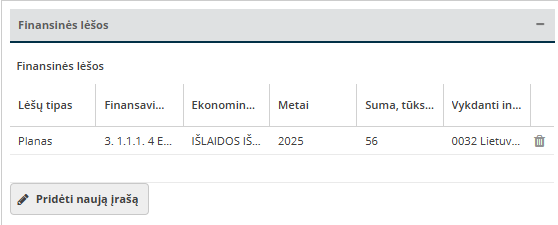 Finansinės lėšos
Finansinės lėšos
Lėšų tipas Finansavi... Ekonomin... Metai Suma, tūks... Vykdanti in...
Planas 3. 1.1.1. 4 E... IŠLAIDOS IŠ... 2025 56 0032 Lietuv...
Pridėti naują įrašą